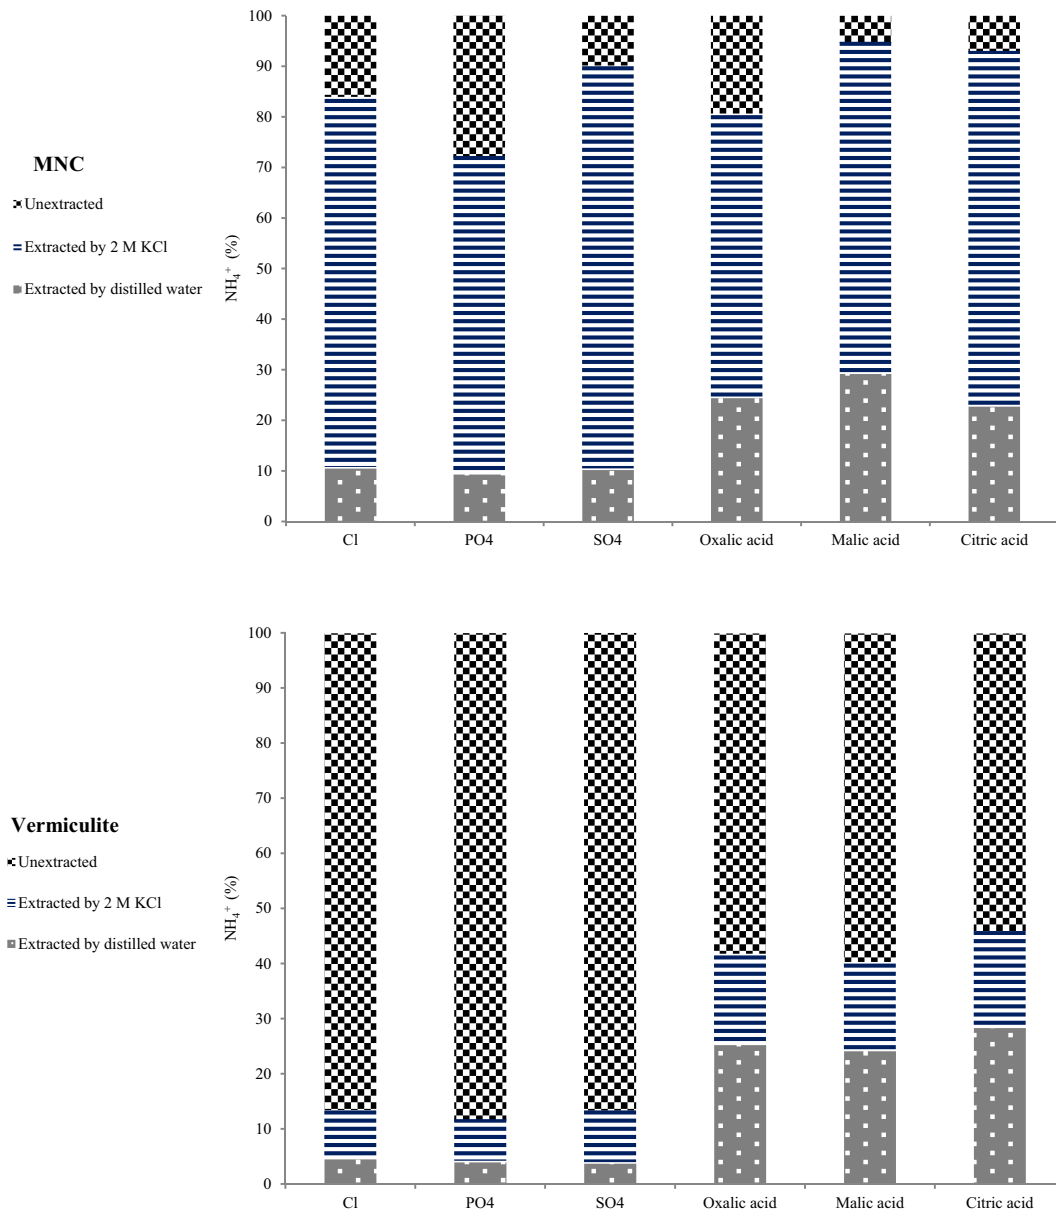 MNC
Unextracted
Extracted by 2 M KCl
Extracted by distilled water
NH₄⁺ (%)
100
90
80
70
60
50
40
30
20
10
0
Cl PO4 SO4 Oxalic acid Malic acid Citric acid
Vermiculite
Unextracted
Extracted by 2 M KCl
Extracted by distilled water
NH₄⁺ (%)
100
90
80
70
60
50
40
30
20
10
0
Cl PO4 SO4 Oxalic acid Malic acid Citric acid